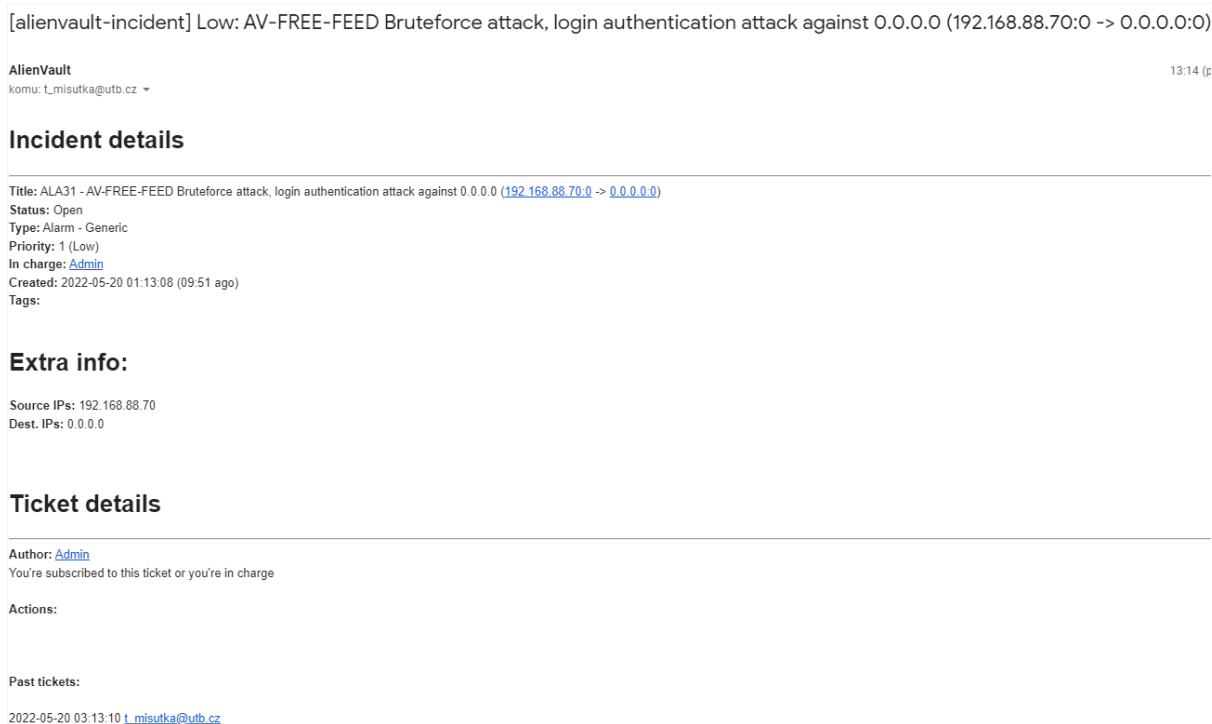 [alienvault-incident] Low: AV-FREE-FEED Bruteforce attack, login authentication attack against 0.0.0.0 (192.168.88.70:0 -> 0.0.0.0:0)
AlienVault
13:14
komu: t_misutka@utb.cz
Incident details
Title: ALA31 - AV-FREE-FEED Bruteforce attack, login authentication attack against 0.0.0.0 (192.168.88.70:0 -> 0.0.0.0:0)
Status: Open
Type: Alarm - Generic
Priority: 1 (Low)
In charge: Admin
Created: 2022-05-20 01:13:08 (09:51 ago)
Tags:
Extra info:
Source IPs: 192.168.88.70
Dest. IPs: 0.0.0.0
Ticket details
Author: Admin
You're subscribed to this ticket or you're in charge
Actions:
Past tickets:
2022-05-20 03:13:10 t_misutka@utb.cz